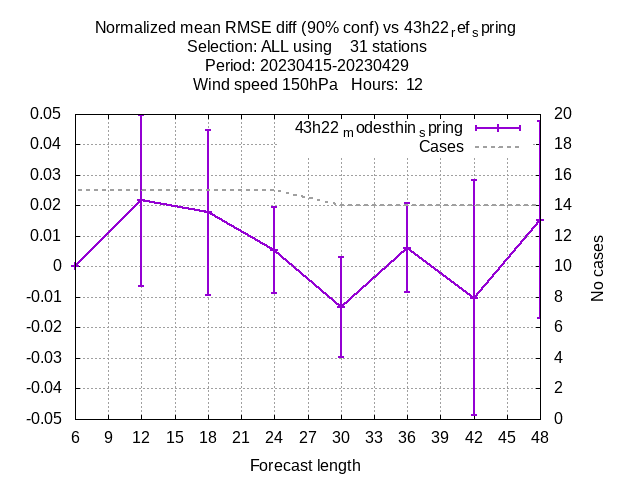 Normalized mean RMSE diff (90% conf) vs 43h22refspring
Selection: ALL using 31 stations
Period: 20230415-20230429
Wind speed 150hPa Hours: 12
43h22modesthinspring
Cases
0.05
0.04
0.03
0.02
0.01
0
-0.01
-0.02
-0.03
-0.04
-0.05
20
18
16
14
12
10
8
6
4
2
0
No cases
6 9 12 15 18 21 24 27 30 33 36 39 42 45 48
Forecast length